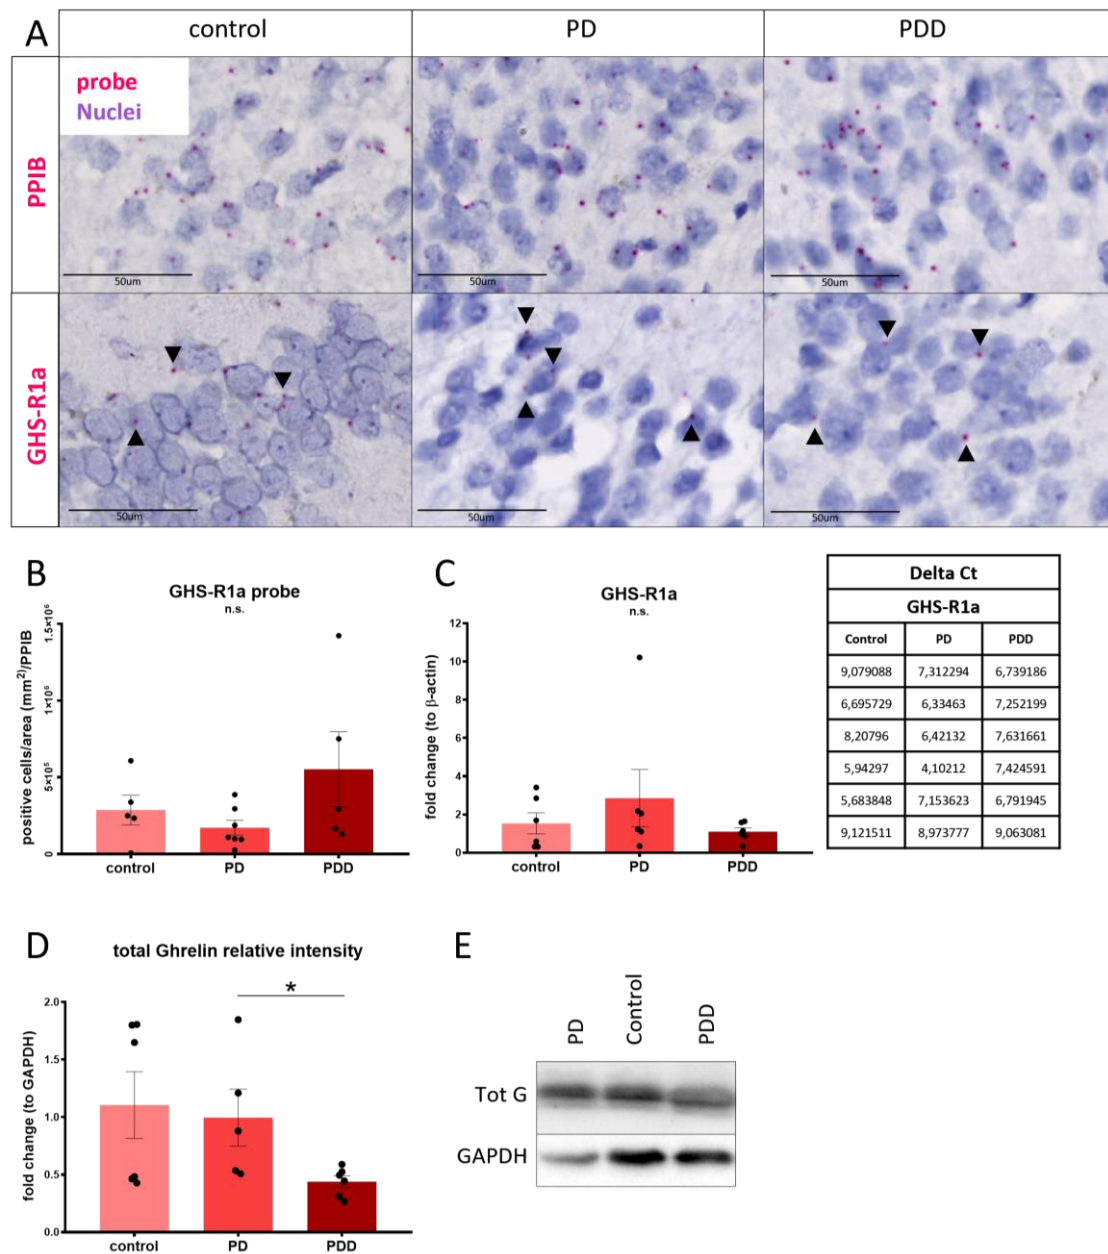 A
control
PD
PDD
probe
Nuclei
PPIB
50um
50um
50um
GHS-R1a
50um
50um
50um
B
GHS-R1a probe
n.s.
positive cells/area (mm²)/PPIB
1.5×10⁶
1×10⁶
5×10⁵
0
control
PD
PDD
C
GHS-R1a
n.s.
fold change (to β-actin)
12
10
8
6
4
2
0
control
PD
PDD
Delta Ct
GHS-R1a
Control PD PDD
9,079088 7,312294 6,739186
6,695729 6,33463 7,252199
8,20796 6,42132 7,631661
5,94297 4,10212 7,424591
5,683848 7,153623 6,791945
9,121511 8,973777 9,063081
D
total Ghrelin relative intensity
*
fold change (to GAPDH)
2.0
1.5
1.0
0.5
0.0
control
PD
PDD
E
PD
Control
PDD
Tot G
GAPDH